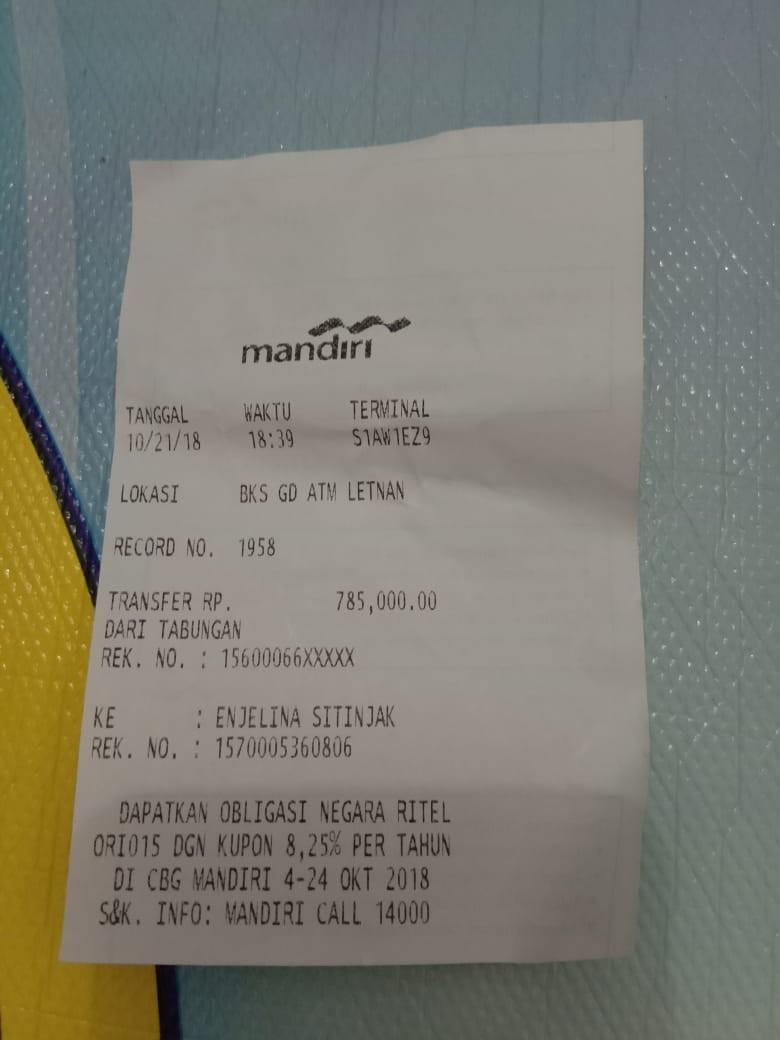 mandiri
TANGGAL WAKTU TERMINAL
10/21/18 18:39 S1AW1EZ9
LOKASI BKS GD ATM LETNAN
RECORD NO. 1958
TRANSFER RP. 785,000.00
DARI TABUNGAN
REK. NO. : 15600066XXXXX
KE : ENJELINA SITINJAK
REK. NO. : 1570005360806
DAPATKAN OBLIGASI NEGARA RITEL
ORI015 DGN KUPON 8,25% PER TAHUN
DI CBG MANDIRI 4-24 OKT 2018
S&K. INFO: MANDIRI CALL 14000